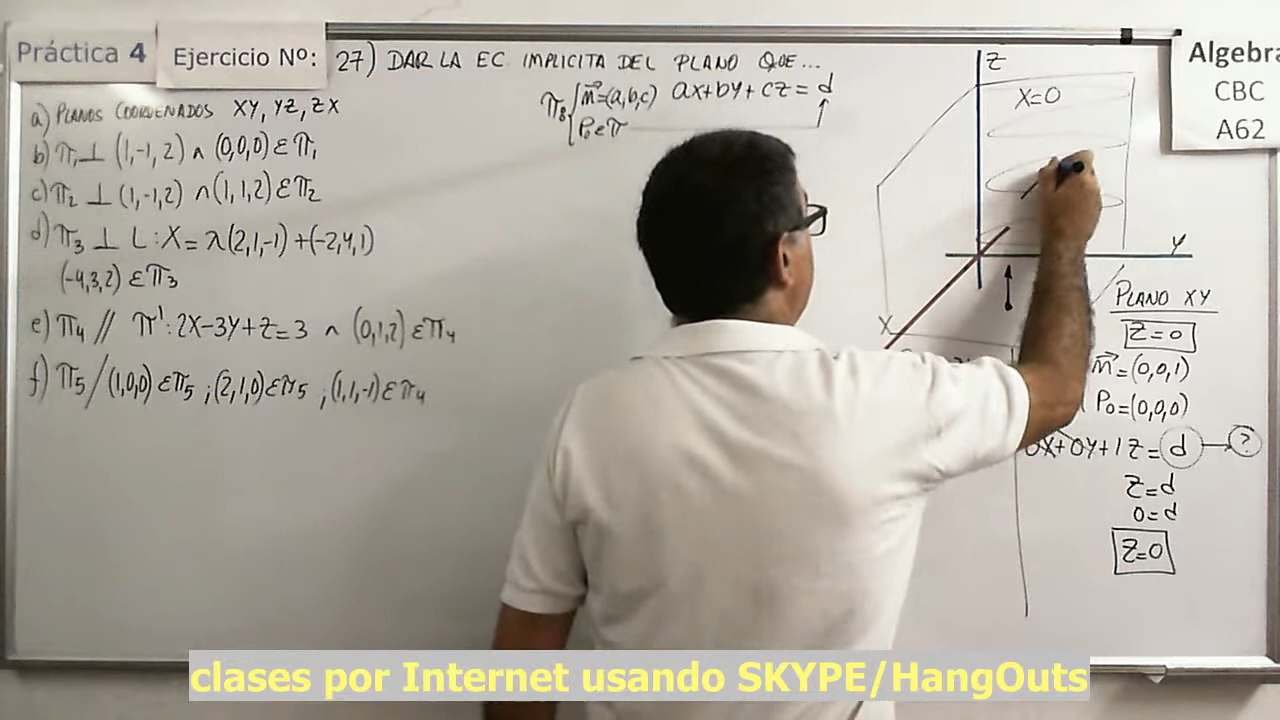 Práctica 4
Ejercicio Nº:
27) DAR LA EC. IMPLICITA DEL PLANO QUE...
Algebra
CBC
A62
a) PLANOS COORDENADOS XY, YZ, ZX
b) π₁ ⊥ (1,-1,2) ∧ (0,0,0) ε π₁
c) π₂ ⊥ (1,-1,2) ∧ (1,1,2) ε π₂
d) π₃ ⊥ L: X = λ(2,1,-1) + (-2,4,1)
(-4,3,2) ε π₃
e) π₄ // π': 2X-3Y+Z=3 ∧ (0,1,2) ε π₄
f) π₅ / (1,0,0) ε π₅ ; (2,1,0) ε π₅ ; (1,1,-1) ε π₄
n⃗=(a,b,c) ax+by+cz=d
P₀ ε π
Z
X=0
Y
X
PLANO XY
Z=0
n⃗=(0,0,1)
P₀=(0,0,0)
0X+0Y+1Z=d → ?
Z=d
0=d
Z=0
clases por Internet usando SKYPE/HangOuts